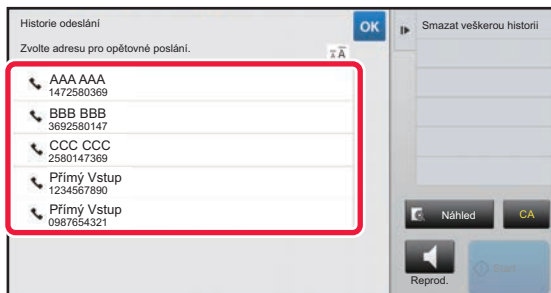 Historie odeslání
OK
Smazat veškerou historii
Zvolte adresu pro opětovné poslání.
AAA AAA
1472580369
BBB BBB
3692580147
CCC CCC
2580147369
Přímý Vstup
1234567890
Přímý Vstup
0987654321
Náhled
CA
Reprod.
Start